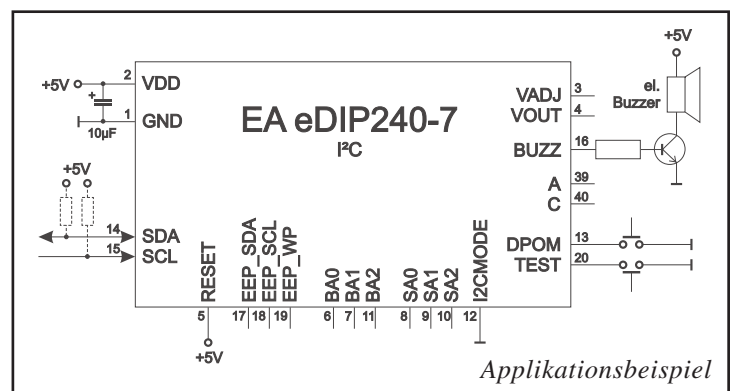 +5V
+5V
2
VDD
+
1
GND
10µF
EA eDIP240-7
I²C
VADJ
3
VOUT
4
el.
Buzzer
BUZZ
16
A
39
C
40
+5V
14
SDA
15
SCL
DPOM
13
TEST
20
RESET
EEP_SDA
EEP_SCL
EEP_WP
BA0
BA1
BA2
SA0
SA1
SA2
I2CMODE
5
17
18
19
6
7
11
8
9
10
12
+5V
Applikationsbeispiel